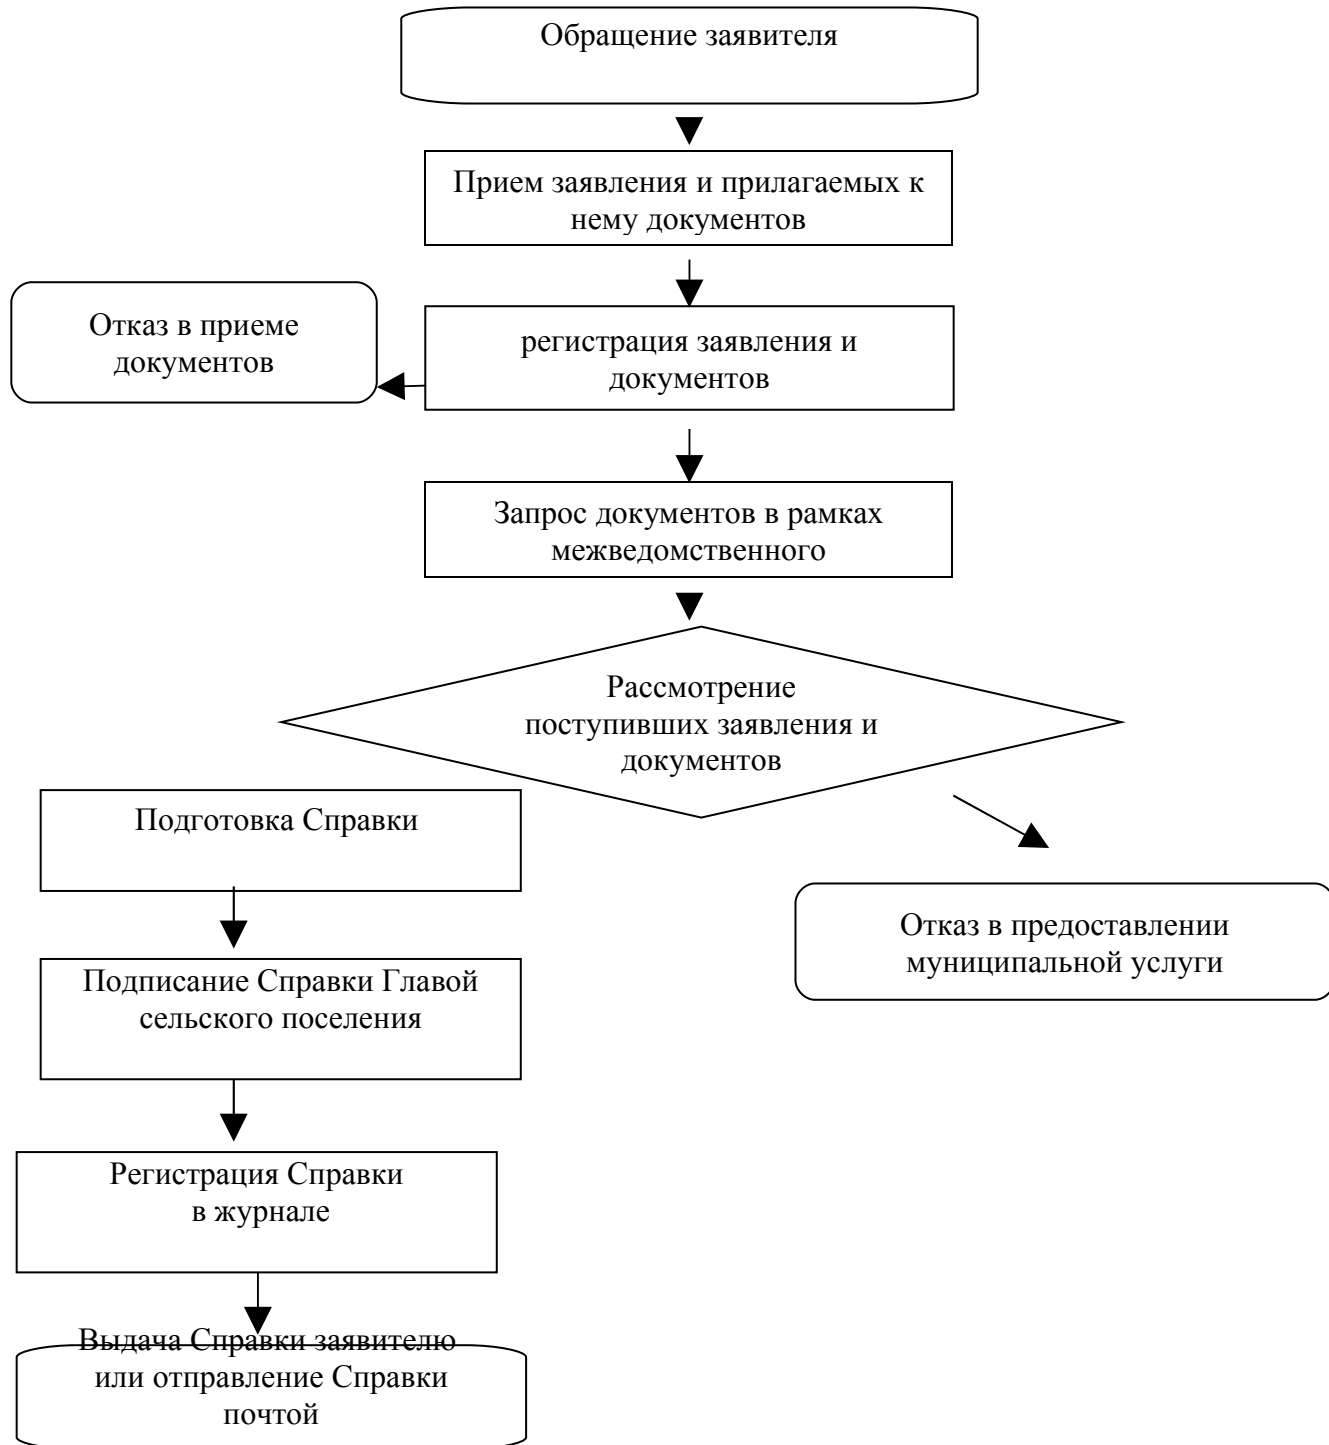 Обращение заявителя
Прием заявления и прилагаемых к
нему документов
Отказ в приеме
документов
регистрация заявления и
документов
Запрос документов в рамках
межведомственного
Рассмотрение
поступивших заявления и
документов
Подготовка Справки
Отказ в предоставлении
муниципальной услуги
Подписание Справки Главой
сельского поселения
Регистрация Справки
в журнале
Выдача Справки заявителю
или отправление Справки
почтой